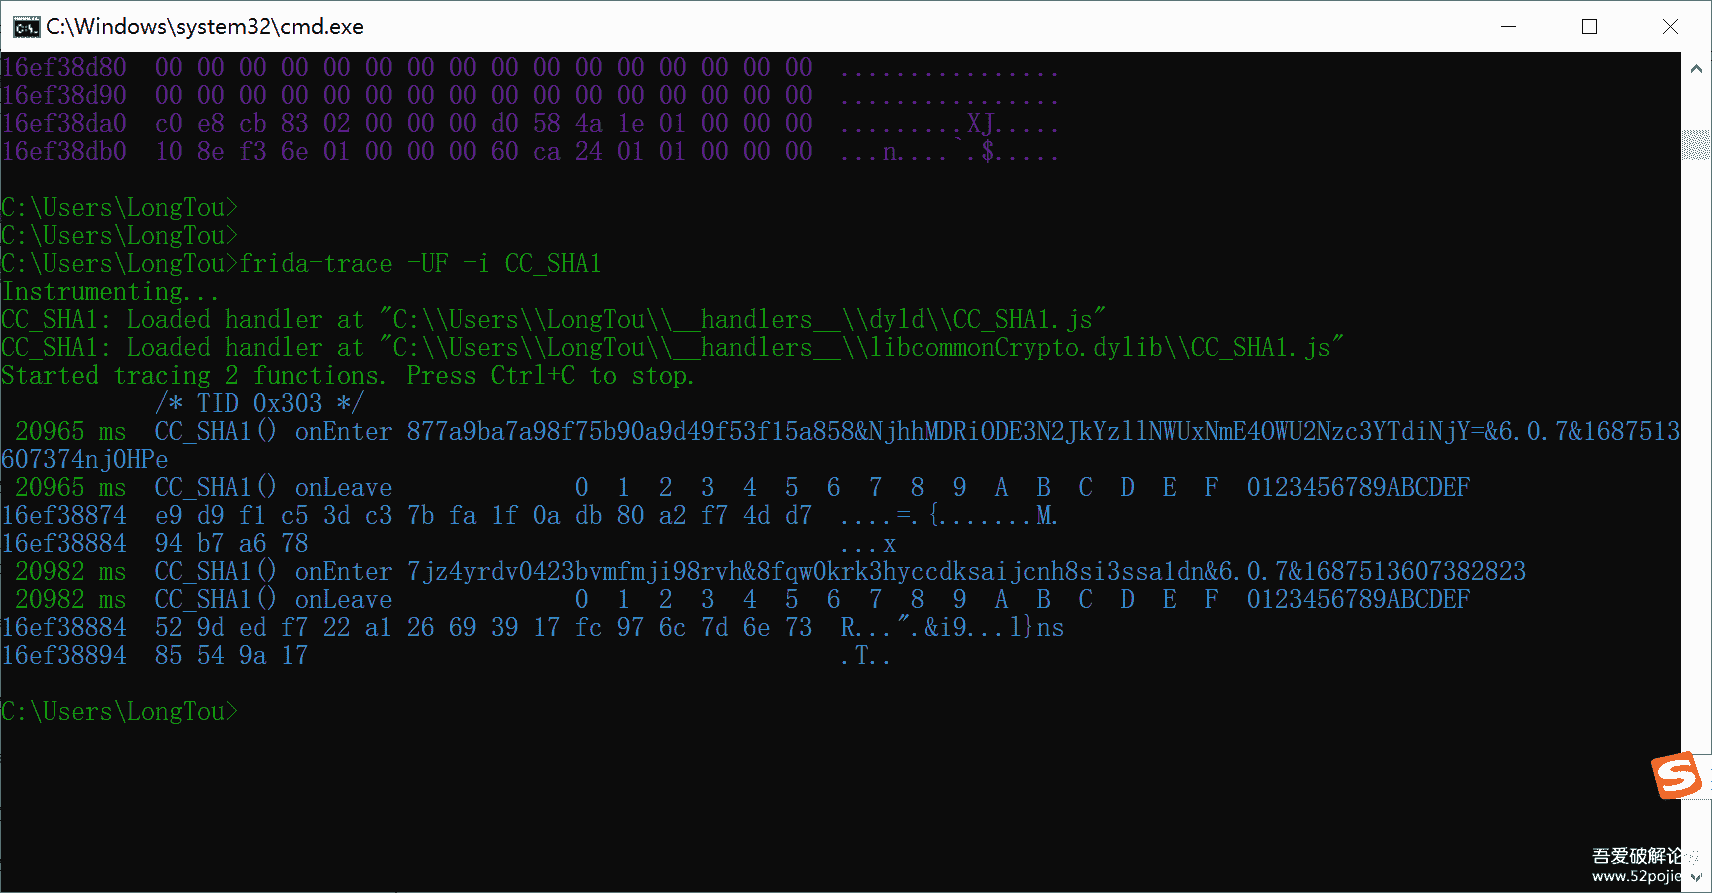 C:\Windows\system32\cmd.exe
16ef38d80  00 00 00 00 00 00 00 00 00 00 00 00 00 00 00 00  ................
16ef38d90  00 00 00 00 00 00 00 00 00 00 00 00 00 00 00 00  ................
16ef38da0  c0 e8 cb 83 02 00 00 00 d0 58 4a 1e 01 00 00 00  .........XJ.....
16ef38db0  10 8e f3 6e 01 00 00 00 60 ca 24 01 01 00 00 00  ...n....`.$.....
C:\Users\LongTou>
C:\Users\LongTou>
C:\Users\LongTou>frida-trace -UF -i CC_SHA1
Instrumenting...
CC_SHA1: Loaded handler at "C:\\Users\\LongTou\\__handlers__\\dyld\\CC_SHA1.js"
CC_SHA1: Loaded handler at "C:\\Users\\LongTou\\__handlers__\\libcommonCrypto.dylib\\CC_SHA1.js"
Started tracing 2 functions. Press Ctrl+C to stop.
/* TID 0x303 */
20965 ms  CC_SHA1() onEnter 877a9ba7a98f75b90a9d49f53f15a858&NjhhMDRiODE3N2JkYzllNWUxNmE4OWU2Nzc3YTdiNjY=&6.0.7&1687513
607374nj0HPe
20965 ms  CC_SHA1() onLeave             0  1  2  3  4  5  6  7  8  9  A  B  C  D  E  F  0123456789ABCDEF
16ef38874  e9 d9 f1 c5 3d c3 7b fa 1f 0a db 80 a2 f7 4d d7  ....=.{.......M.
16ef38884  94 b7 a6 78                                      ...x
20982 ms  CC_SHA1() onEnter 7jz4yrdv0423bvmfmji98rvh&8fqw0krk3hyccdksaijcnh8si3ssa1dn&6.0.7&1687513607382823
20982 ms  CC_SHA1() onLeave             0  1  2  3  4  5  6  7  8  9  A  B  C  D  E  F  0123456789ABCDEF
16ef38884  52 9d ed f7 22 a1 26 69 39 17 fc 97 6c 7d 6e 73  R...".&i9...l}ns
16ef38894  85 54 9a 17                                      .T..
C:\Users\LongTou>
吾爱破解论
www.52pojie